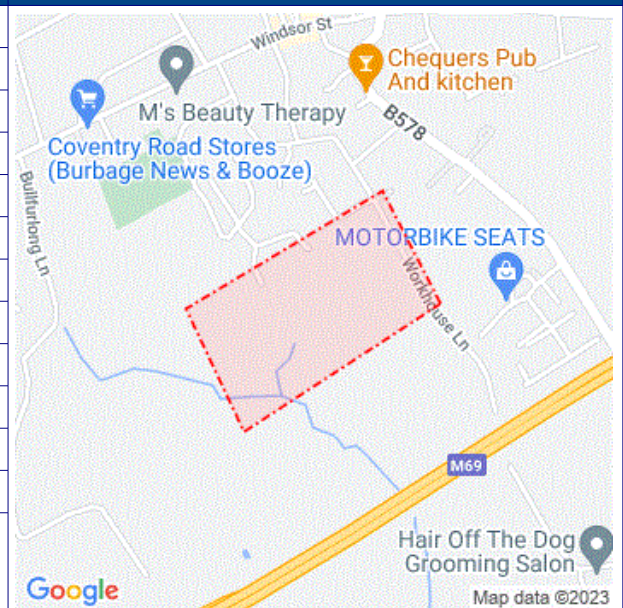 Windsor St
Chequers Pub
And kitchen
M's Beauty Therapy
B578
Coventry Road Stores
(Burbage News & Booze)
Bullfurlong Ln
MOTORBIKE SEATS
Workhouse Ln
M69
Hair Off The Dog
Grooming Salon
Google
Map data ©2023